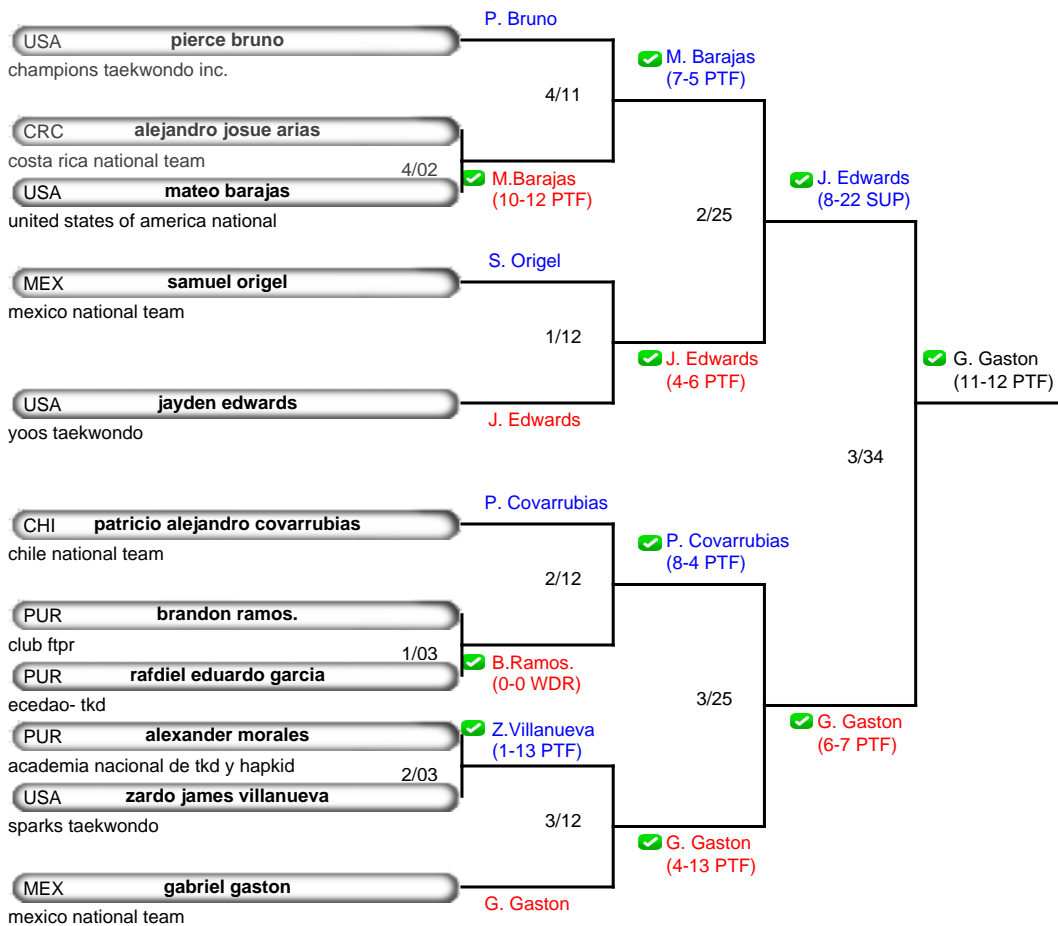 P. Bruno
USA pierce bruno
champions taekwondo inc.
M. Barajas
(7-5 PTF)
4/11
CRC alejandro josue arias
costa rica national team
4/02
USA mateo barajas
united states of america national
M.Barajas
(10-12 PTF)
J. Edwards
(8-22 SUP)
2/25
S. Origel
MEX samuel origel
mexico national team
1/12
J. Edwards
(4-6 PTF)
USA jayden edwards
yoos taekwondo
J. Edwards
G. Gaston
(11-12 PTF)
3/34
P. Covarrubias
CHI patricio alejandro covarrubias
chile national team
P. Covarrubias
(8-4 PTF)
2/12
PUR brandon ramos.
club ftpr
1/03
PUR rafdiel eduardo garcia
ecedao- tkd
B.Ramos.
(0-0 WDR)
3/25
G. Gaston
(6-7 PTF)
PUR alexander morales
academia nacional de tkd y hapkid
Z.Villanueva
(1-13 PTF)
2/03
USA zardo james villanueva
sparks taekwondo
3/12
G. Gaston
(4-13 PTF)
MEX gabriel gaston
mexico national team
G. Gaston